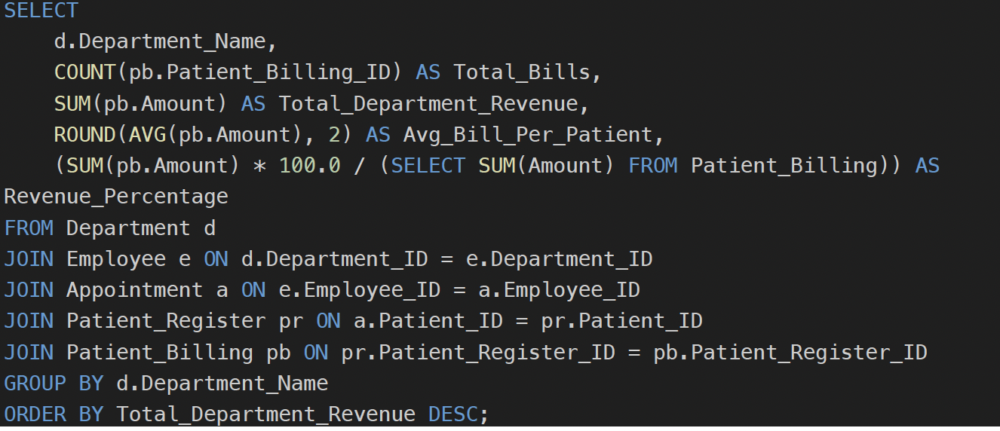 SELECT
    d.Department_Name,
    COUNT(pb.Patient_Billing_ID) AS Total_Bills,
    SUM(pb.Amount) AS Total_Department_Revenue,
    ROUND(AVG(pb.Amount), 2) AS Avg_Bill_Per_Patient,
    (SUM(pb.Amount) * 100.0 / (SELECT SUM(Amount) FROM Patient_Billing)) AS
Revenue_Percentage
FROM Department d
JOIN Employee e ON d.Department_ID = e.Department_ID
JOIN Appointment a ON e.Employee_ID = a.Employee_ID
JOIN Patient_Register pr ON a.Patient_ID = pr.Patient_ID
JOIN Patient_Billing pb ON pr.Patient_Register_ID = pb.Patient_Register_ID
GROUP BY d.Department_Name
ORDER BY Total_Department_Revenue DESC;